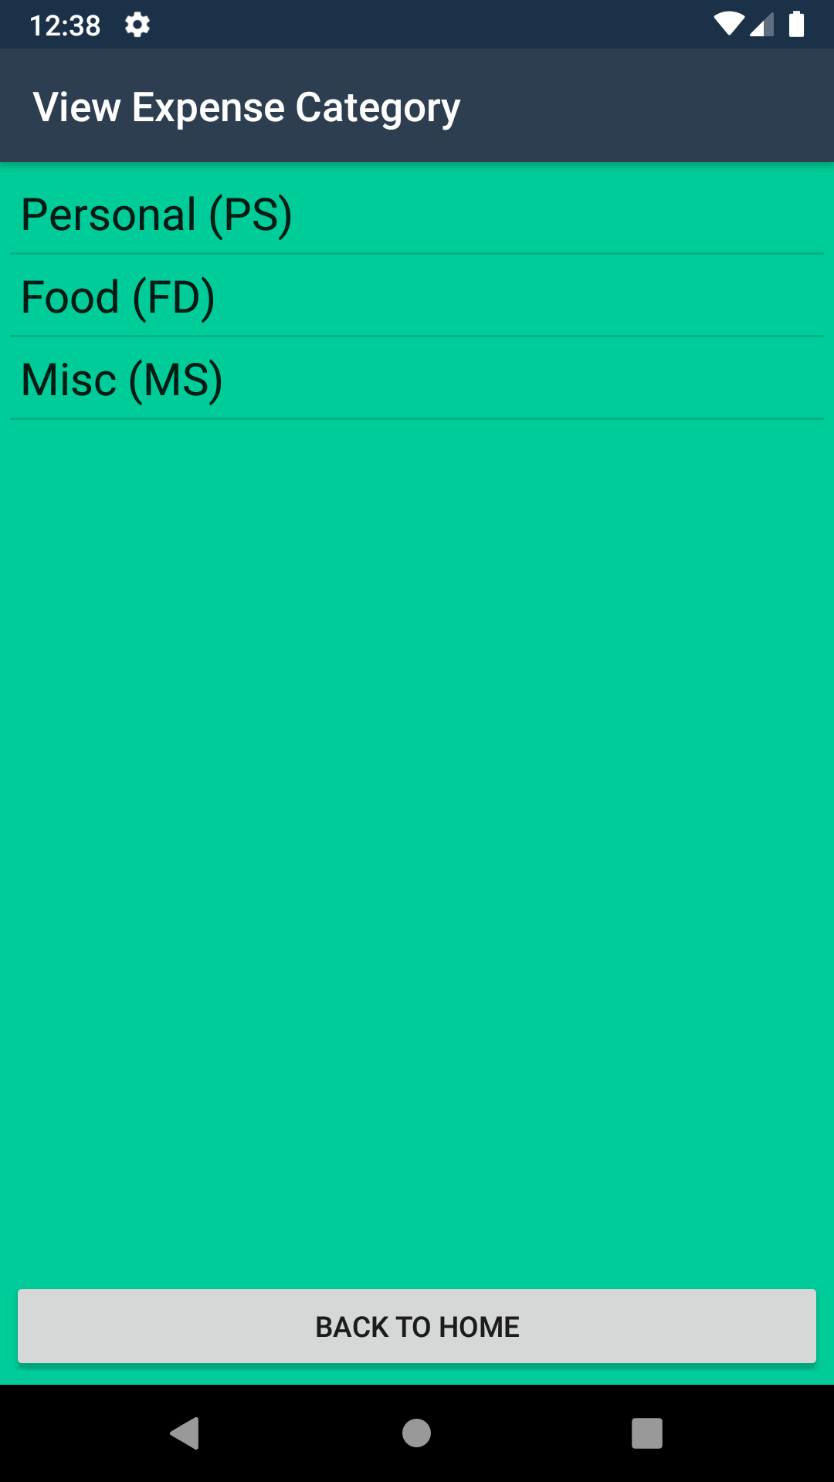 12:38
View Expense Category
Personal (PS)
Food (FD)
Misc (MS)
BACK TO HOME